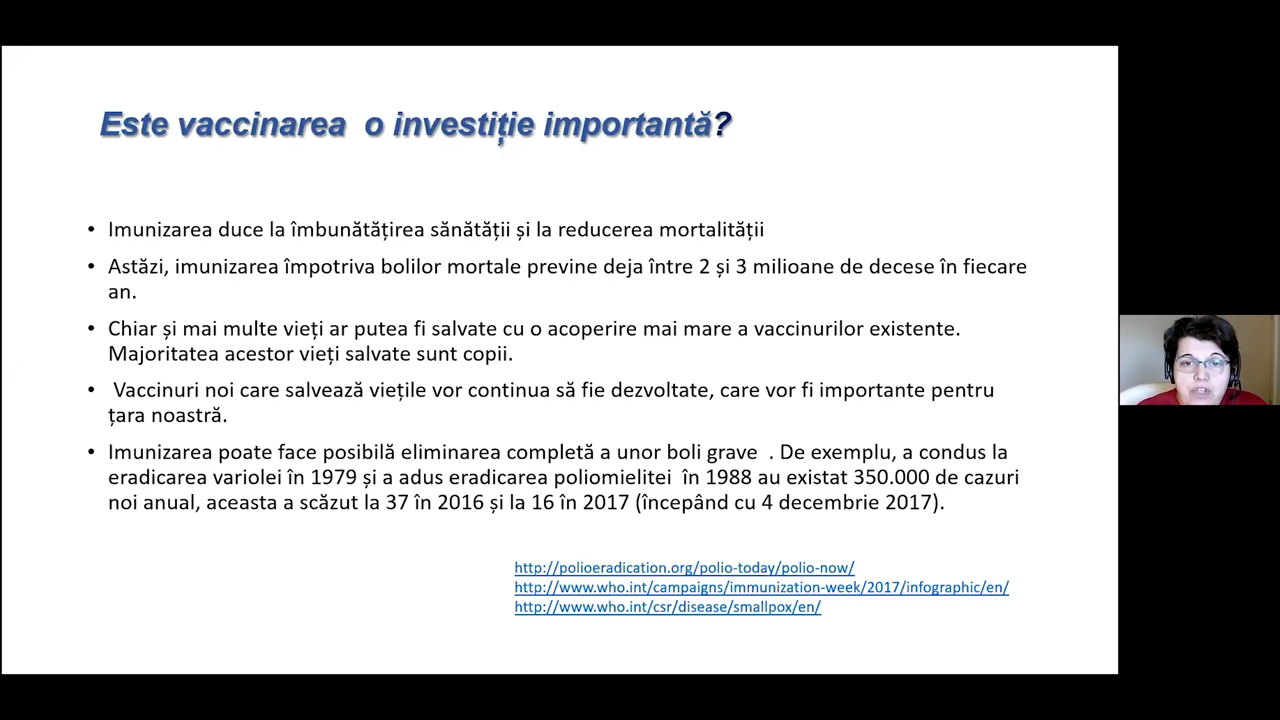 Este vaccinarea o investiție importantă?
• Imunizarea duce la îmbunătățirea sănătății și la reducerea mortalității
• Astăzi, imunizarea împotriva bolilor mortale previne deja între 2 și 3 milioane de decese în fiecare
an.
• Chiar și mai multe vieți ar putea fi salvate cu o acoperire mai mare a vaccinurilor existente.
Majoritatea acestor vieți salvate sunt copii.
• Vaccinuri noi care salvează viețile vor continua să fie dezvoltate, care vor fi importante pentru
țara noastră.
• Imunizarea poate face posibilă eliminarea completă a unor boli grave . De exemplu, a condus la
eradicarea variolei în 1979 și a adus eradicarea poliomielitei în 1988 au existat 350.000 de cazuri
noi anual, aceasta a scăzut la 37 în 2016 și la 16 în 2017 (începând cu 4 decembrie 2017).
http://polioeradication.org/polio-today/polio-now/
http://www.who.int/campaigns/immunization-week/2017/infographic/en/
http://www.who.int/csr/disease/smallpox/en/